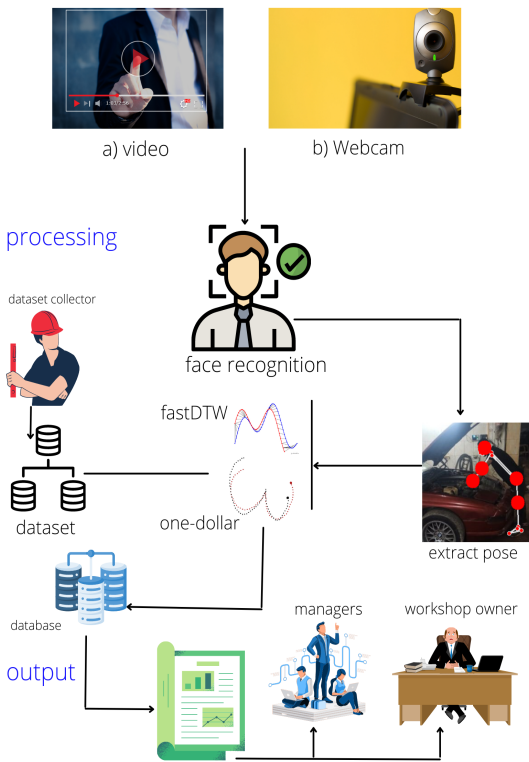 a) video
b) Webcam
processing
dataset collector
face recognition
fastDTW
one-dollar
dataset
extract pose
database
managers
workshop owner
output